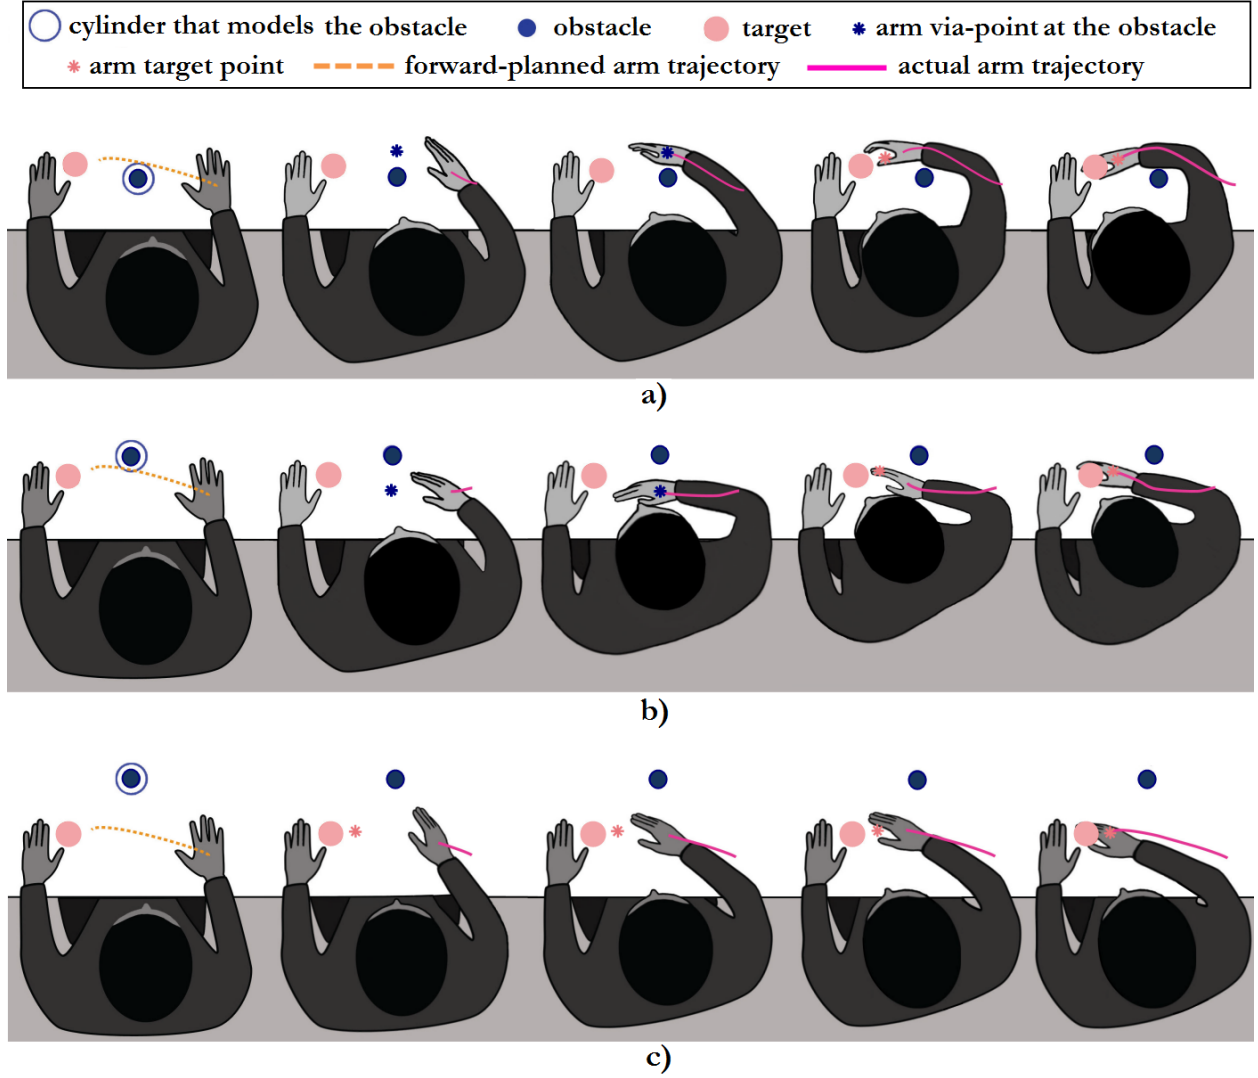 cylinder that models the obstacle obstacle target arm via-point at the obstacle
arm target point forward-planned arm trajectory actual arm trajectory
a)
b)
c)